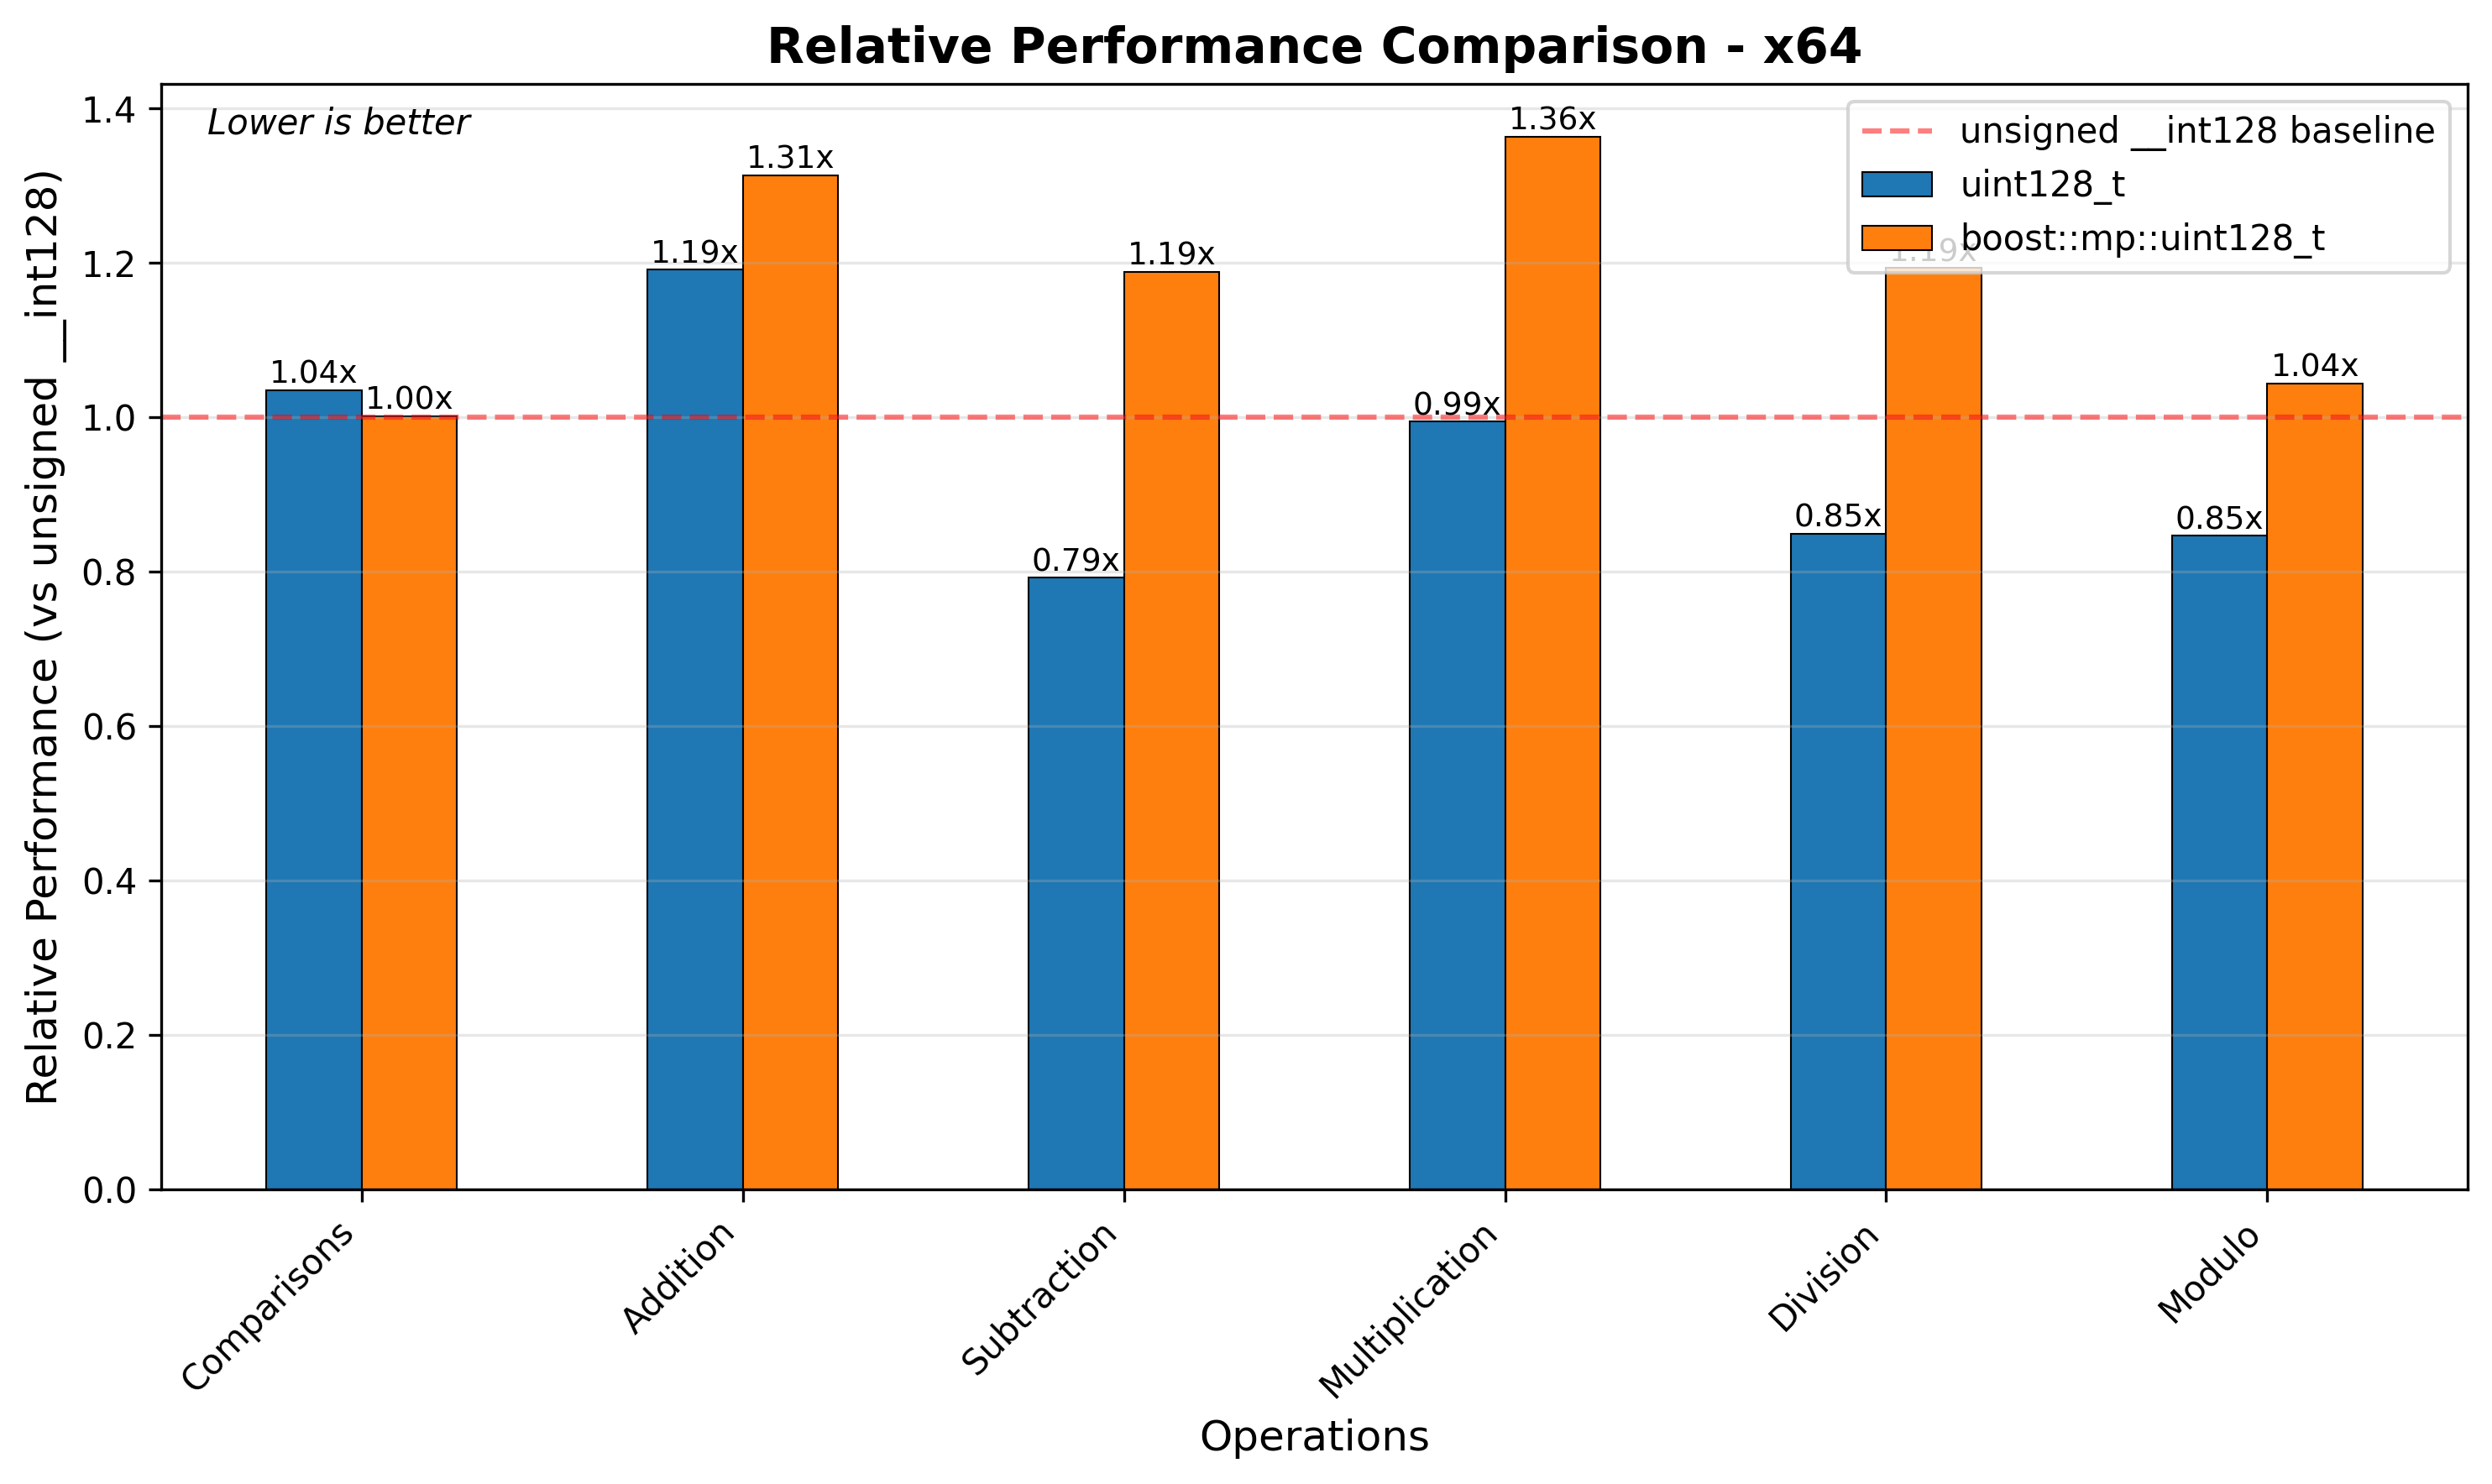 Relative Performance Comparison - x64
Lower is better
unsigned __int128 baseline
uint128_t
boost::mp::uint128_t
Relative Performance (vs unsigned __int128)
1.4
1.2
1.0
0.8
0.6
0.4
0.2
0.0
1.04x
1.00x
1.19x
1.31x
0.79x
1.19x
0.99x
1.36x
0.85x
1.19x
0.85x
1.04x
Comparisons
Addition
Subtraction
Multiplication
Division
Modulo
Operations